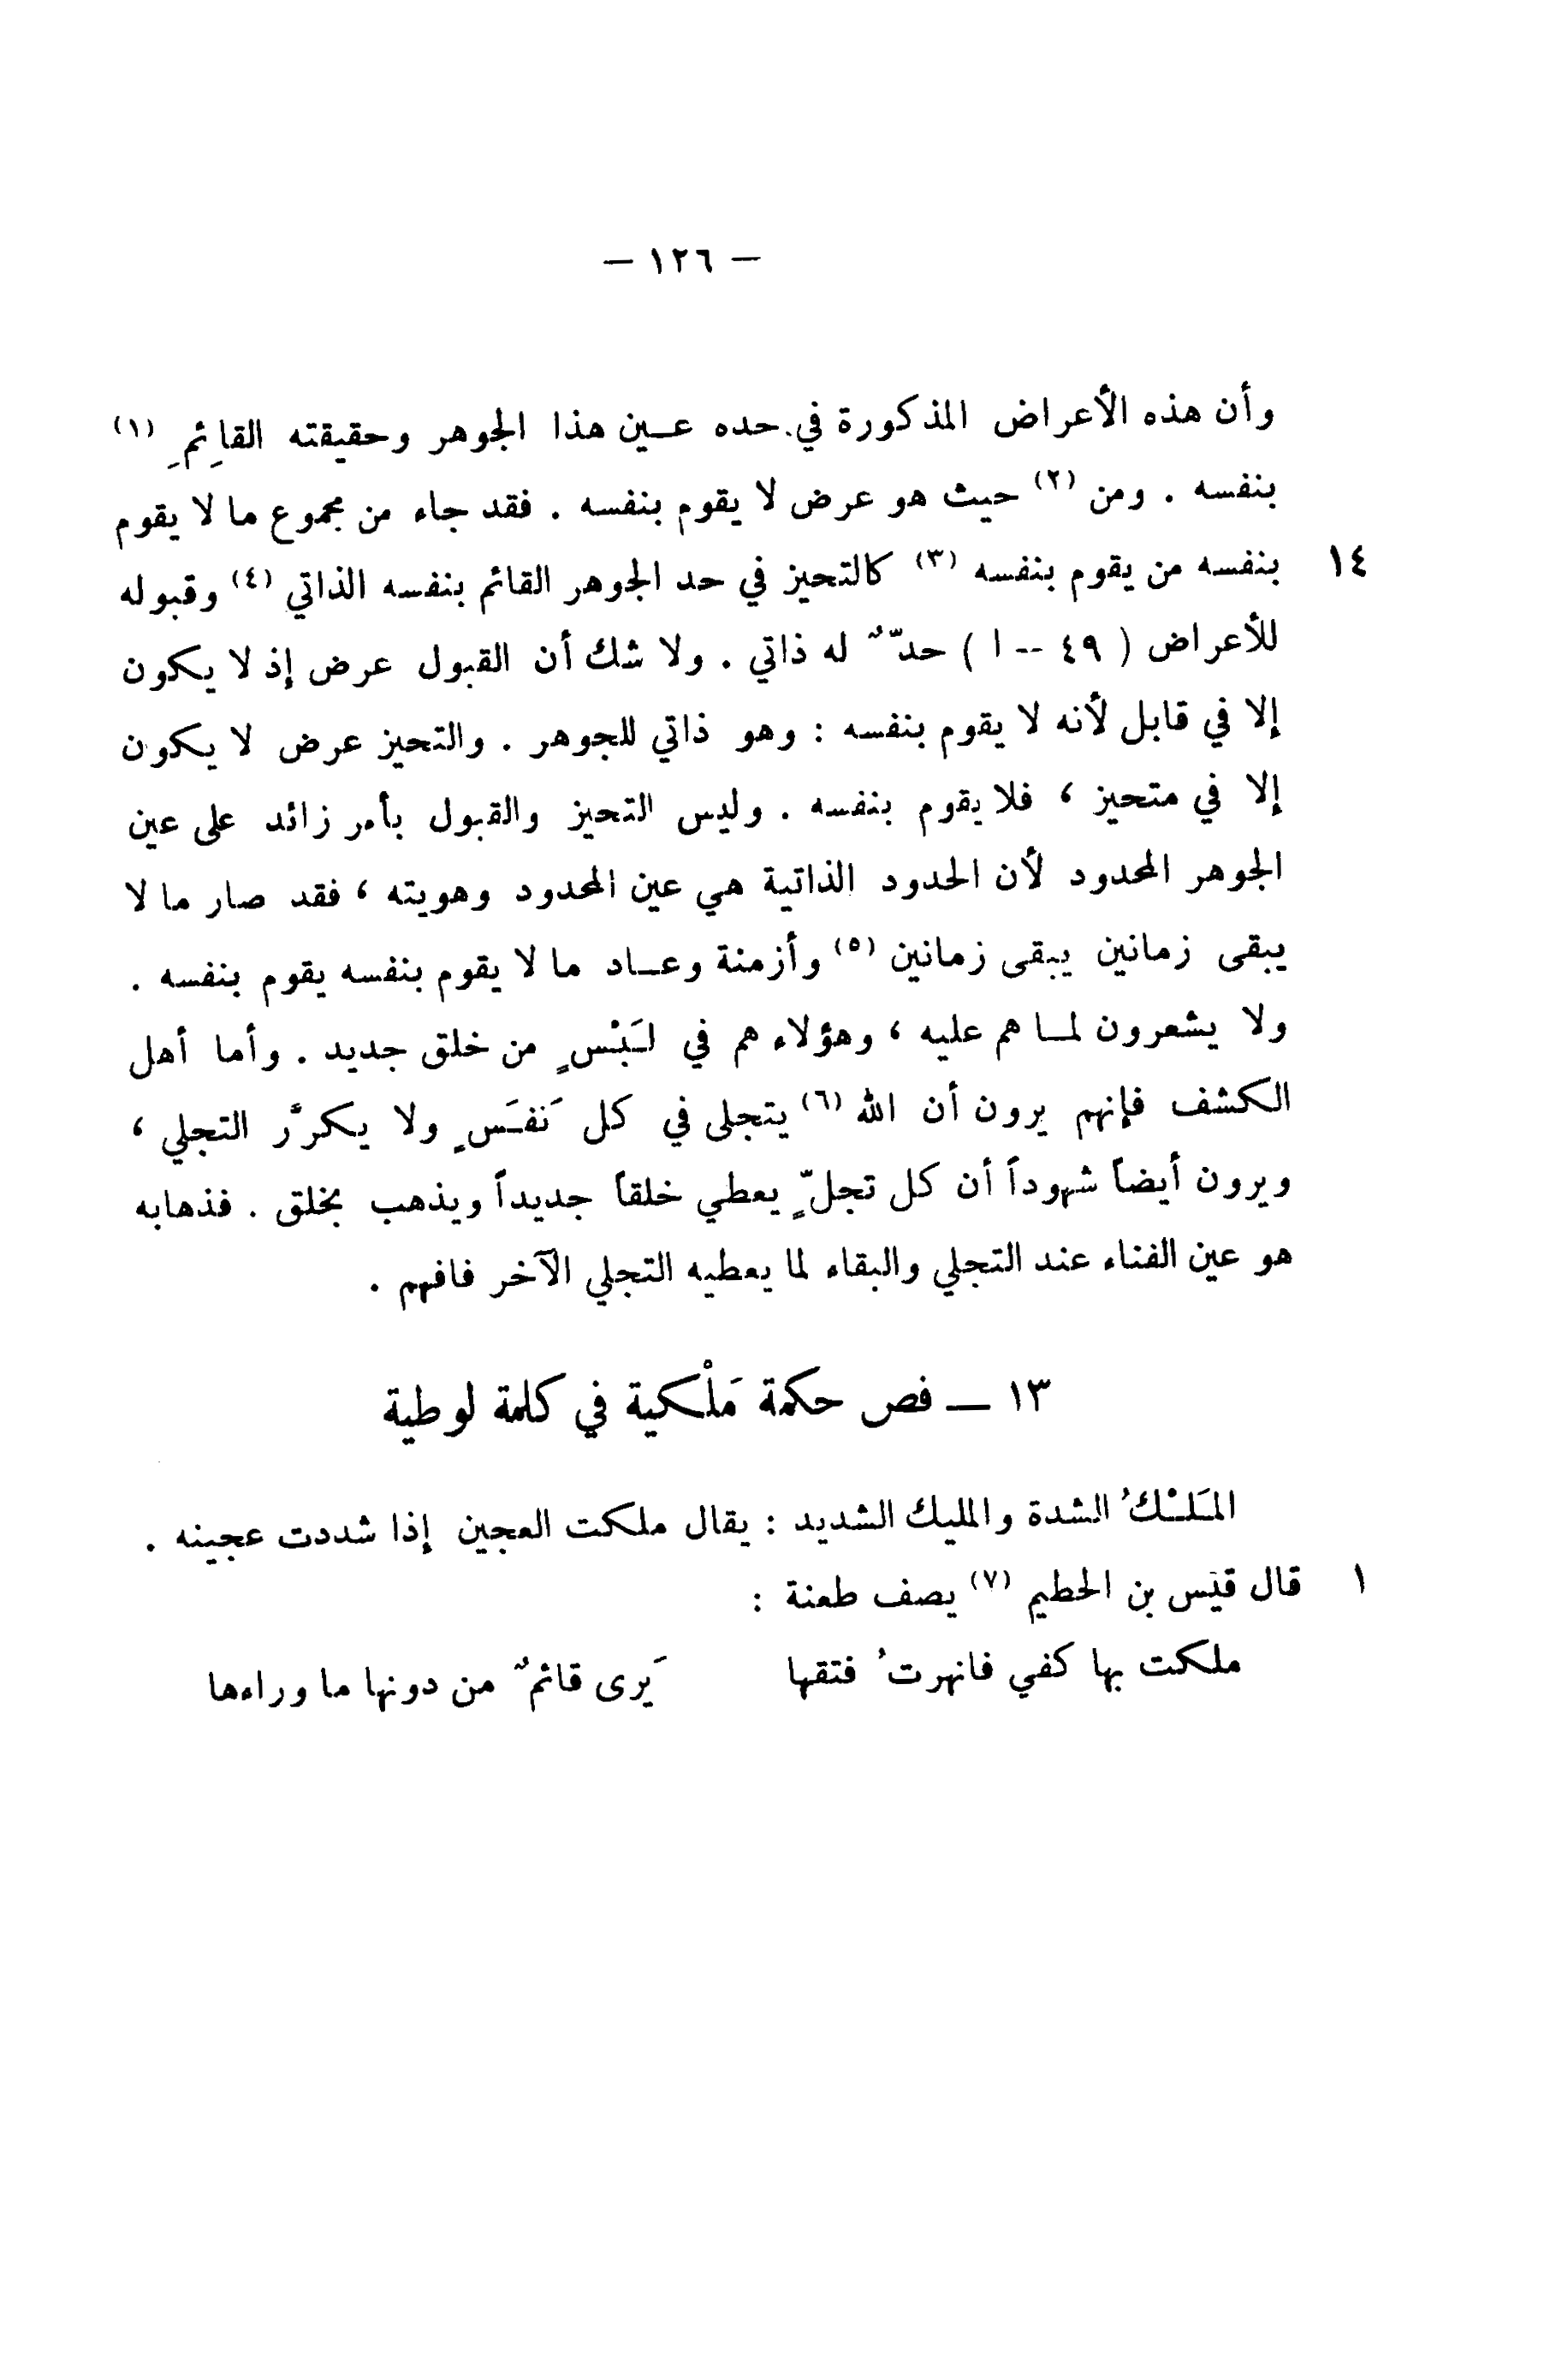 — ١٢٦ —
وأن هذه الأعراض المذكورة في حده عـين هذا الجوهر وحقيقته القائِمِ (١)
بنفسه . ومن (٢) حيث هو عرض لا يقوم بنفسه . فقد جاء من مجموع ما لا يقوم
١٤ بنفسه من يقوم بنفسه (٣) كالتحيز في حد الجوهر القائم بنفسه الذاتي (٤) وقبوله
للأعراض ( ٤٩ -- ا ) حدٌّ له ذاتي . ولا شك أن القبول عرض إذ لا يكون
إلا في قابل لأنه لا يقوم بنفسه : وهو ذاتي للجوهر . والتحيز عرض لا يكون
إلا في متحيز ، فلا يقوم بنفسه . وليس التحيز والقبول بأمر زائد على عين
الجوهر المحدود لأن الحدود الذاتية هي عين المحدود وهويته ، فقد صار ما لا
يبقى زمانين يبقى زمانين (٥) وأزمنة وعـاد ما لا يقوم بنفسه يقوم بنفسه .
ولا يشعرون لمـا هم عليه ، وهؤلاء هم في لَبْسٍ من خلق جديد . وأما أهل
الكشف فإنهم يرون أن الله (٦) يتجلى في كل نَفَسٍ ولا يكرَّر التجلي ،
ويرون أيضاً شهوداً أن كل تجلٍّ يعطي خلقاً جديداً ويذهب بخلق . فذهابه
هو عين الفناء عند التجلي والبقاء لما يعطيه التجلي الآخر فافهم .
١٣ — فص حكمة مَلْكية في كلمة لوطية
المَلْكُ الشدة والمليك الشديد : يقال ملكت العجين إذا شددت عجينه .
١ قال قيس بن الحطيم (٧) يصف طعنة :
ملكت بها كفي فانهرتُ فتقها يَرى قائمٌ من دونها ما وراءها